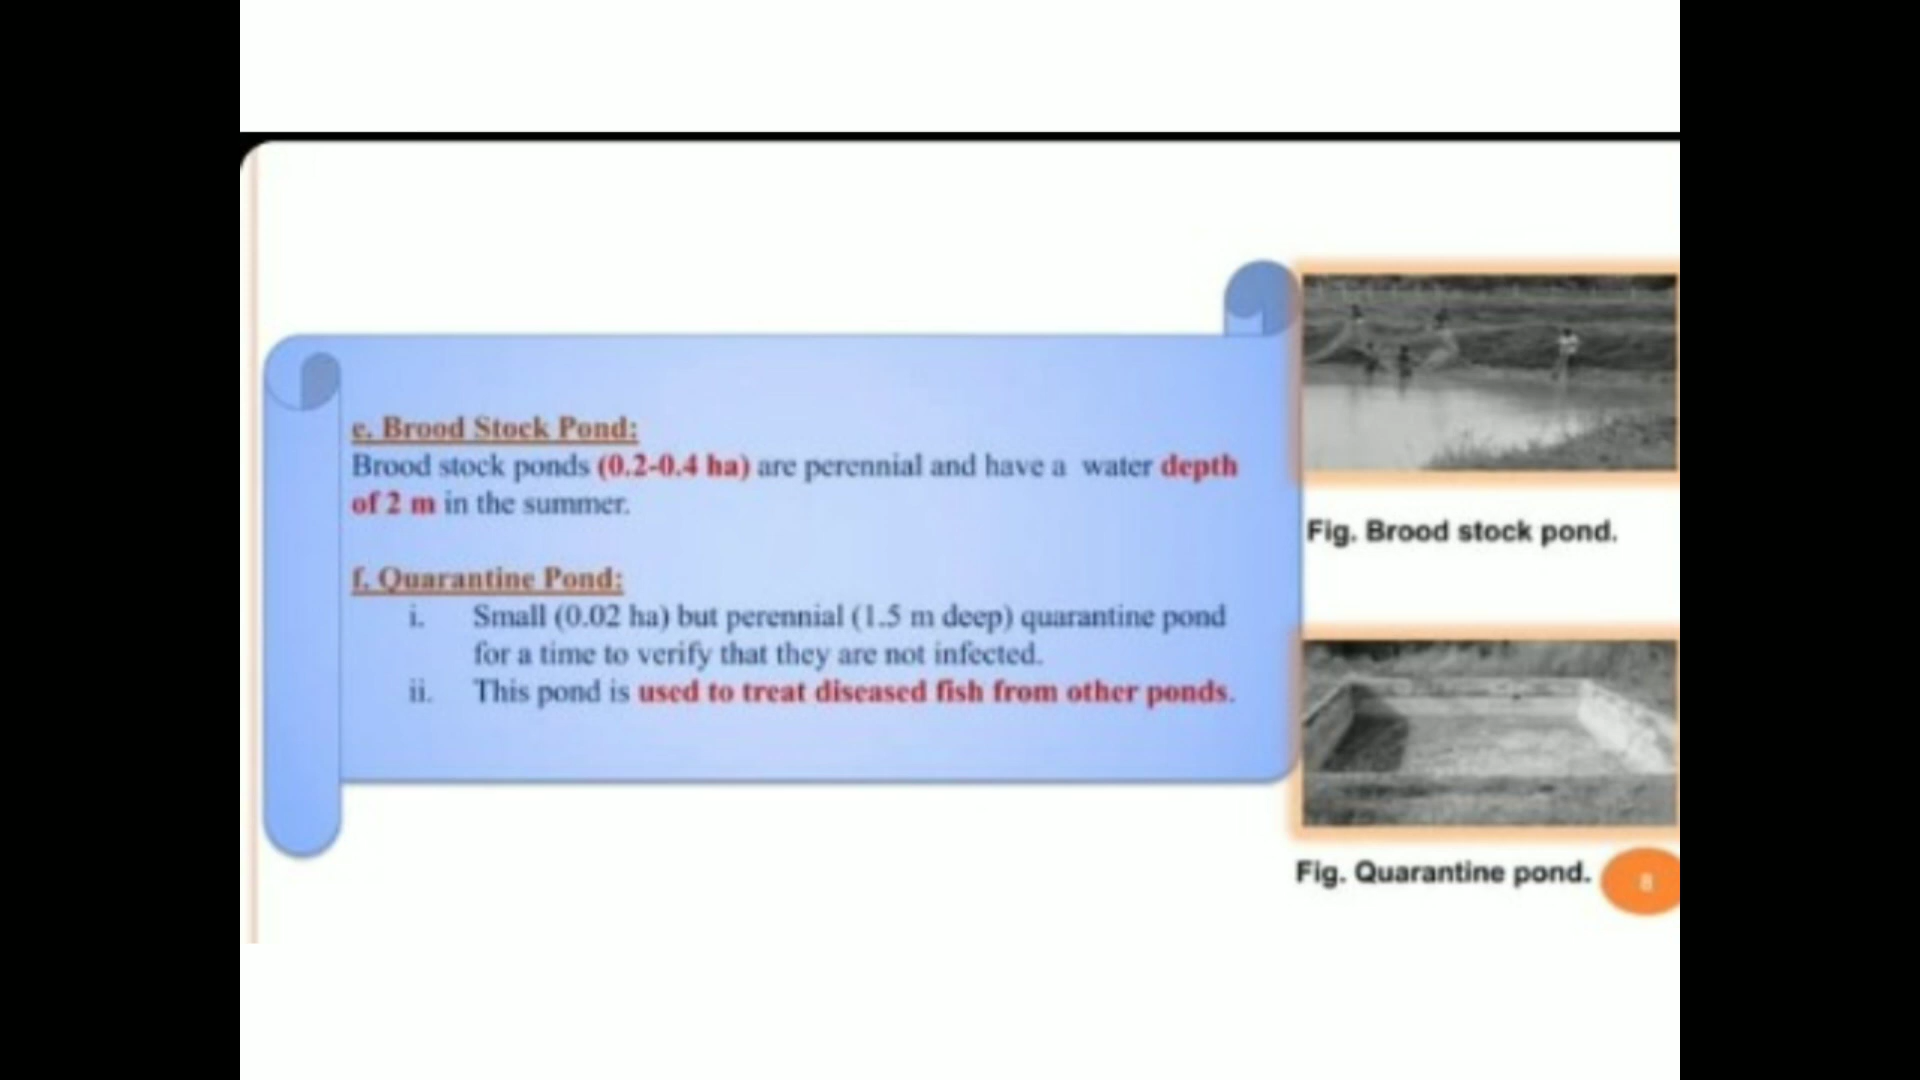 e. Brood Stock Pond:
Brood stock ponds (0.2-0.4 ha) are perennial and have a water depth
of 2 m in the summer.
f. Quarantine Pond:
i. Small (0.02 ha) but perennial (1.5 m deep) quarantine pond
for a time to verify that they are not infected.
ii. This pond is used to treat diseased fish from other ponds.
Fig. Brood stock pond.
Fig. Quarantine pond.
8